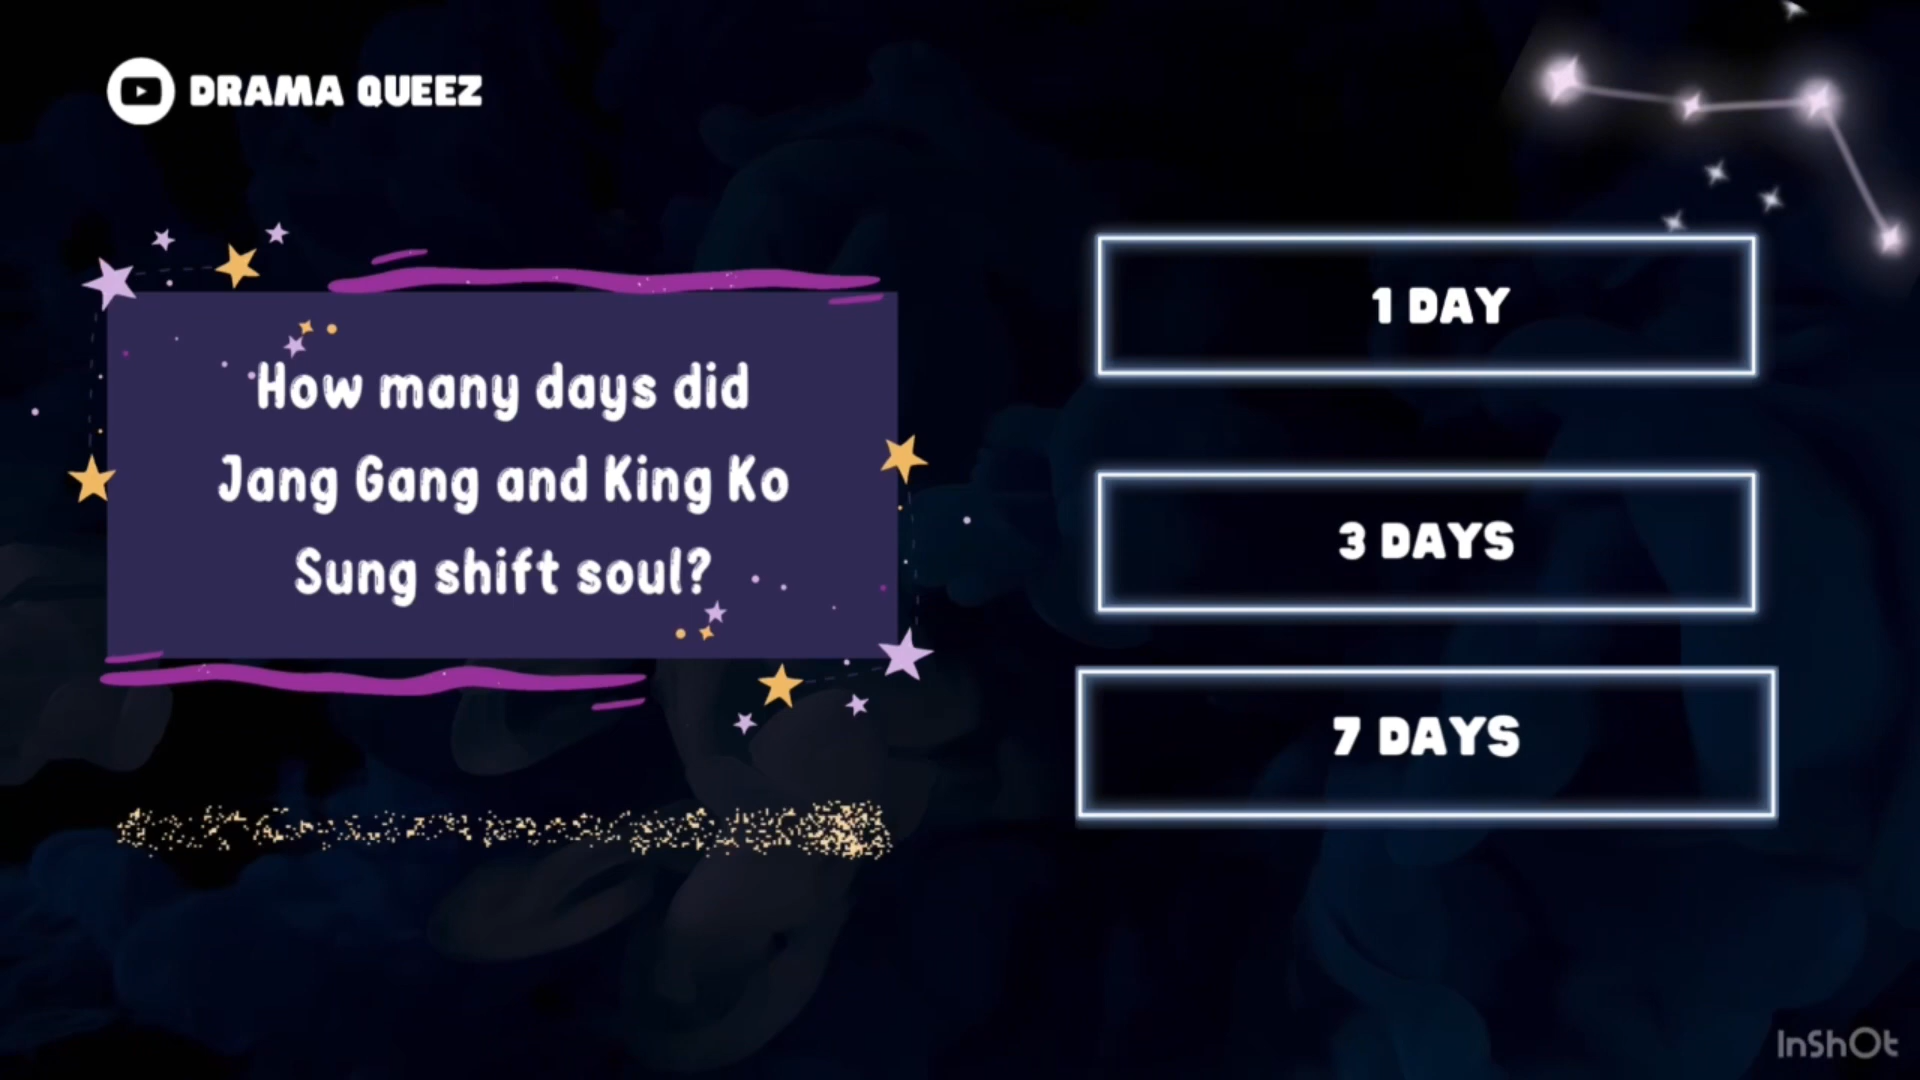 DRAMA QUEEZ
How many days did
Jang Gang and King Ko
Sung shift soul?
1 DAY
3 DAYS
7 DAYS
InShOt